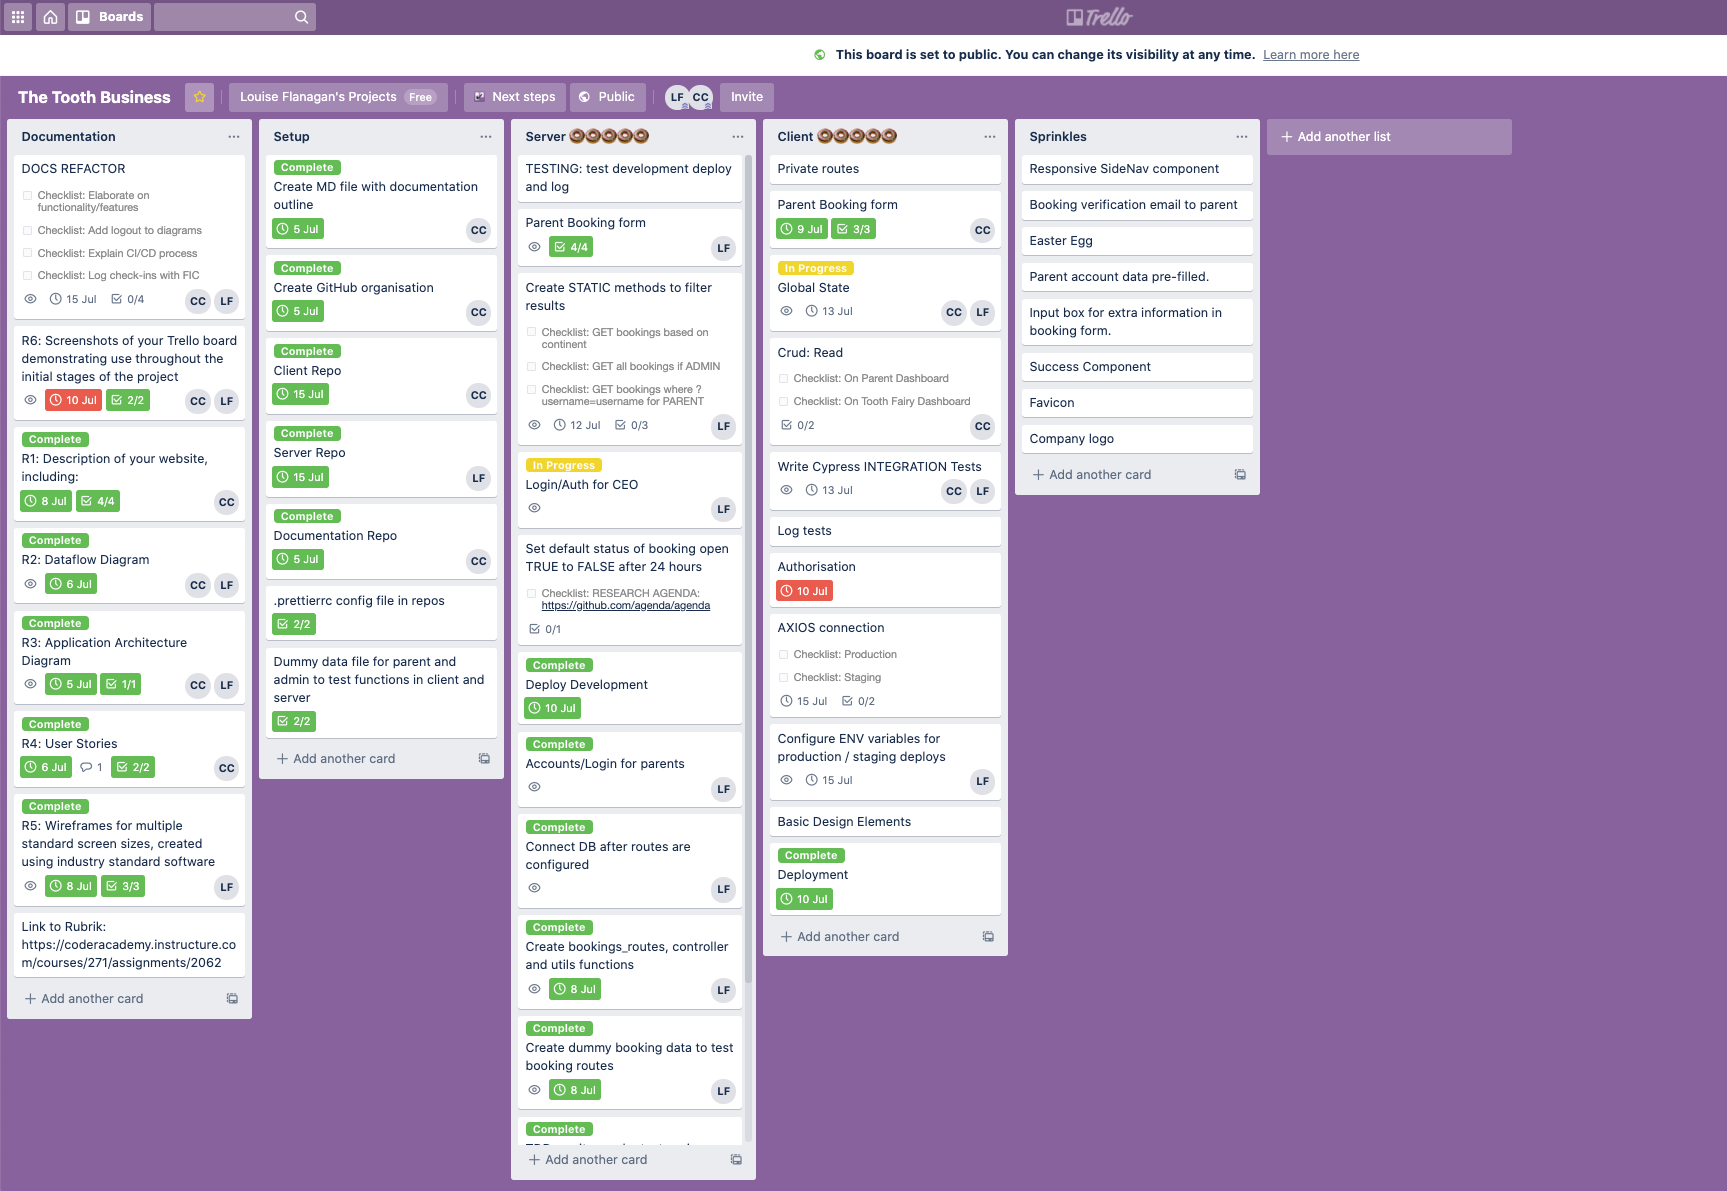 Boards
Trello
This board is set to public. You can change its visibility at any time. Learn more here
The Tooth Business
Louise Flanagan's Projects Free
Next steps
Public
LF CC
Invite
Documentation
DOCS REFACTOR
Checklist: Elaborate on
functionality/features
Checklist: Add logout to diagrams
Checklist: Explain CI/CD process
Checklist: Log check-ins with FIC
15 Jul 0/4 CC LF
R6: Screenshots of your Trello board
demonstrating use throughout the
initial stages of the project
10 Jul 2/2 CC LF
Complete
R1: Description of your website,
including:
8 Jul 4/4 CC
Complete
R2: Dataflow Diagram
6 Jul CC LF
Complete
R3: Application Architecture
Diagram
5 Jul 1/1 CC LF
Complete
R4: User Stories
6 Jul 1 2/2 CC
Complete
R5: Wireframes for multiple
standard screen sizes, created
using industry standard software
8 Jul 3/3 LF
Link to Rubrik:
https://coderacademy.instructure.co
m/courses/271/assignments/2062
+ Add another card
Setup
Complete
Create MD file with documentation
outline
5 Jul CC
Complete
Create GitHub organisation
5 Jul CC
Complete
Client Repo
15 Jul CC
Complete
Server Repo
15 Jul LF
Complete
Documentation Repo
5 Jul CC
.prettierrc config file in repos
2/2
Dummy data file for parent and
admin to test functions in client and
server
2/2
+ Add another card
Server 🍩🍩🍩🍩🍩
TESTING: test development deploy
and log
Parent Booking form
4/4 LF
Create STATIC methods to filter
results
Checklist: GET bookings based on
continent
Checklist: GET all bookings if ADMIN
Checklist: GET bookings where ?
username=username for PARENT
12 Jul 0/3 LF
In Progress
Login/Auth for CEO
LF
Set default status of booking open
TRUE to FALSE after 24 hours
Checklist: RESEARCH AGENDA:
https://github.com/agenda/agenda
0/1
Complete
Deploy Development
10 Jul
Complete
Accounts/Login for parents
LF
Complete
Connect DB after routes are
configured
LF
Complete
Create bookings_routes, controller
and utils functions
8 Jul LF
Complete
Create dummy booking data to test
booking routes
8 Jul LF
Complete
+ Add another card
Client 🍩🍩🍩🍩🍩
Private routes
Parent Booking form
9 Jul 3/3 CC
In Progress
Global State
13 Jul CC LF
Crud: Read
Checklist: On Parent Dashboard
Checklist: On Tooth Fairy Dashboard
0/2 CC
Write Cypress INTEGRATION Tests
13 Jul CC LF
Log tests
Authorisation
10 Jul
AXIOS connection
Checklist: Production
Checklist: Staging
15 Jul 0/2
Configure ENV variables for
production / staging deploys
15 Jul LF
Basic Design Elements
Complete
Deployment
10 Jul
+ Add another card
Sprinkles
Responsive SideNav component
Booking verification email to parent
Easter Egg
Parent account data pre-filled.
Input box for extra information in
booking form.
Success Component
Favicon
Company logo
+ Add another card
+ Add another list